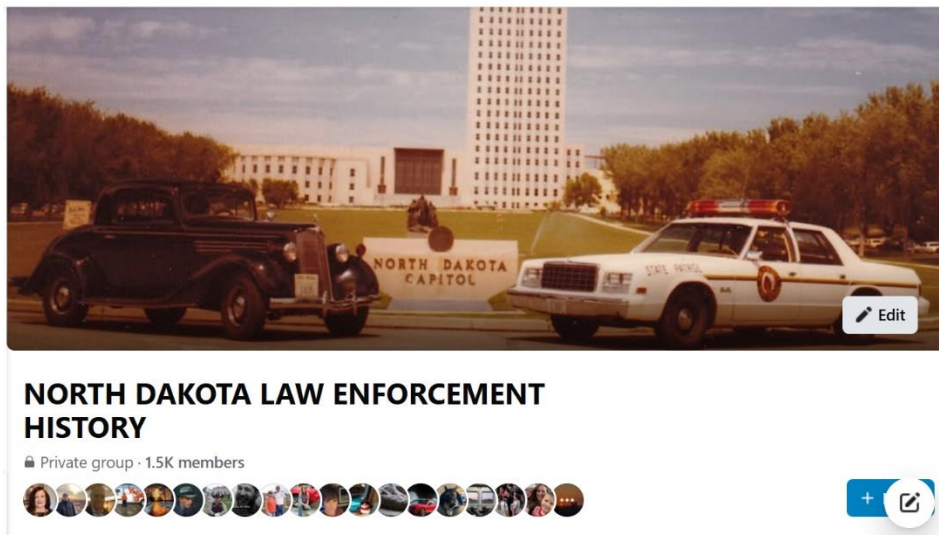 NORTH DAKOTA
CAPITOL
STATE PATROL
Edit
NORTH DAKOTA LAW ENFORCEMENT
HISTORY
Private group · 1.5K members